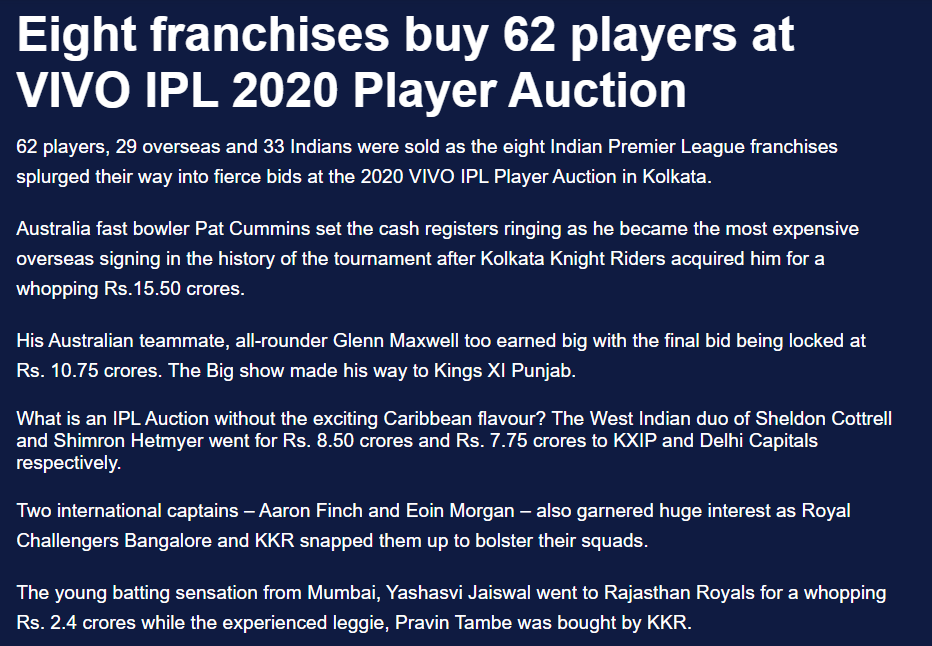 Eight franchises buy 62 players at
VIVO IPL 2020 Player Auction
62 players, 29 overseas and 33 Indians were sold as the eight Indian Premier League franchises
splurged their way into fierce bids at the 2020 VIVO IPL Player Auction in Kolkata.
Australia fast bowler Pat Cummins set the cash registers ringing as he became the most expensive
overseas signing in the history of the tournament after Kolkata Knight Riders acquired him for a
whopping Rs.15.50 crores.
His Australian teammate, all-rounder Glenn Maxwell too earned big with the final bid being locked at
Rs. 10.75 crores. The Big show made his way to Kings XI Punjab.
What is an IPL Auction without the exciting Caribbean flavour? The West Indian duo of Sheldon Cottrell
and Shimron Hetmyer went for Rs. 8.50 crores and Rs. 7.75 crores to KXIP and Delhi Capitals
respectively.
Two international captains – Aaron Finch and Eoin Morgan – also garnered huge interest as Royal
Challengers Bangalore and KKR snapped them up to bolster their squads.
The young batting sensation from Mumbai, Yashasvi Jaiswal went to Rajasthan Royals for a whopping
Rs. 2.4 crores while the experienced leggie, Pravin Tambe was bought by KKR.